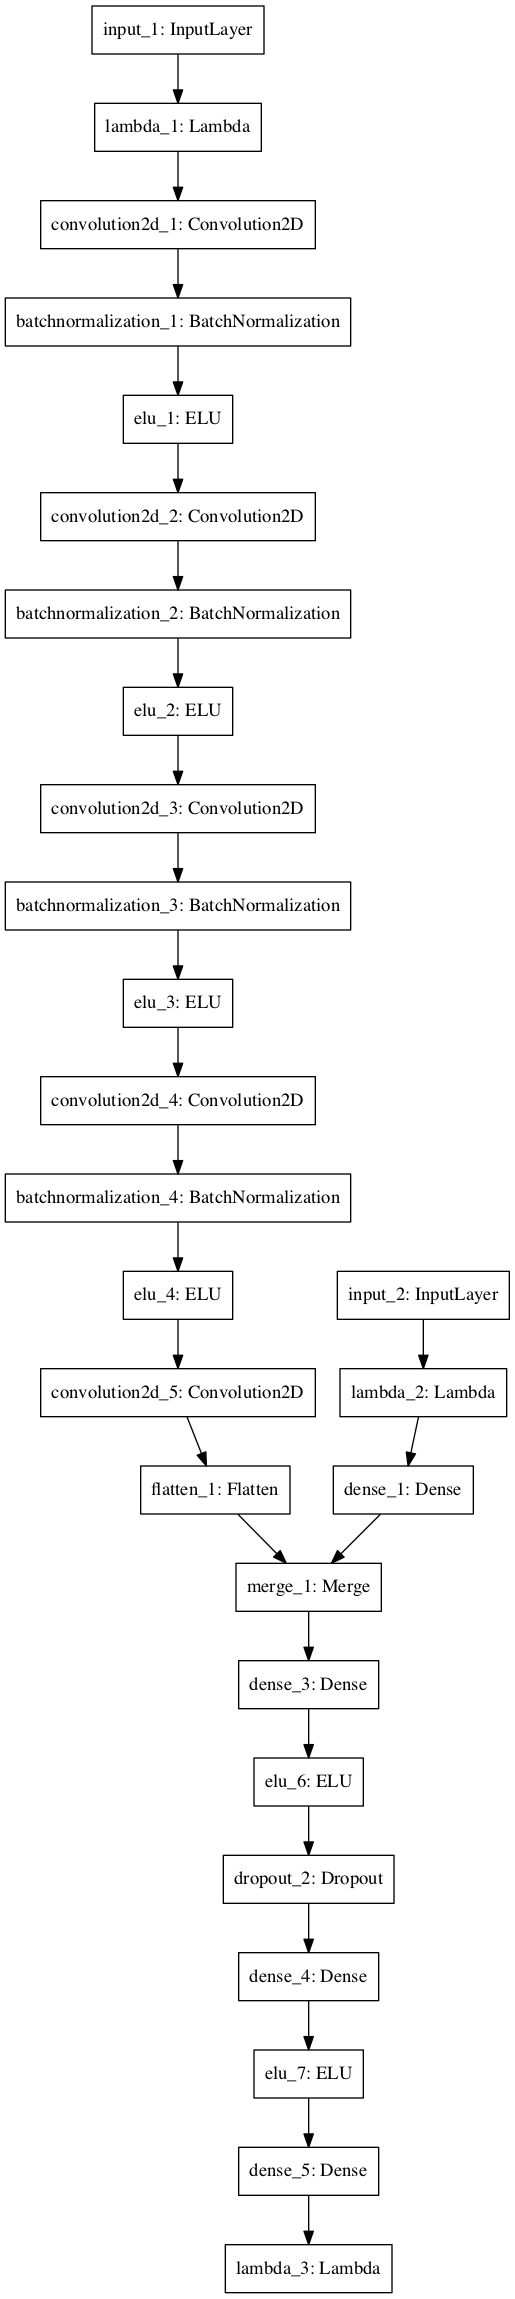 input_1: InputLayer
lambda_1: Lambda
convolution2d_1: Convolution2D
batchnormalization_1: BatchNormalization
elu_1: ELU
convolution2d_2: Convolution2D
batchnormalization_2: BatchNormalization
elu_2: ELU
convolution2d_3: Convolution2D
batchnormalization_3: BatchNormalization
elu_3: ELU
convolution2d_4: Convolution2D
batchnormalization_4: BatchNormalization
elu_4: ELU
input_2: InputLayer
convolution2d_5: Convolution2D
lambda_2: Lambda
flatten_1: Flatten
dense_1: Dense
merge_1: Merge
dense_3: Dense
elu_6: ELU
dropout_2: Dropout
dense_4: Dense
elu_7: ELU
dense_5: Dense
lambda_3: Lambda